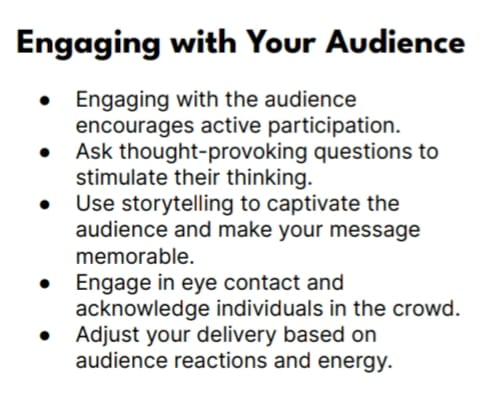 Engaging with Your Audience
● Engaging with the audience
encourages active participation.
● Ask thought-provoking questions to
stimulate their thinking.
● Use storytelling to captivate the
audience and make your message
memorable.
● Engage in eye contact and
acknowledge individuals in the crowd.
● Adjust your delivery based on
audience reactions and energy.